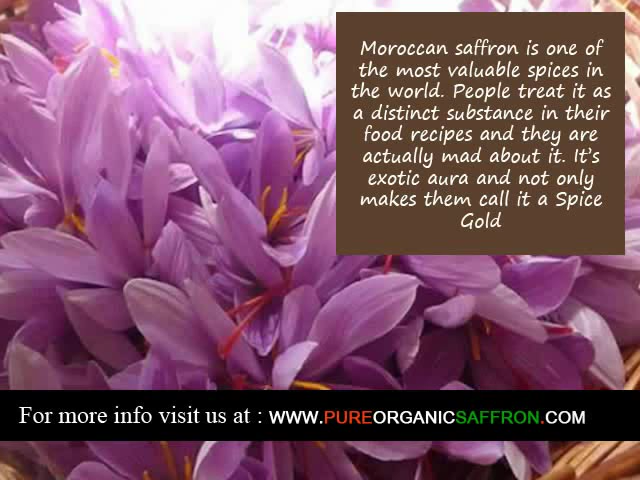 Moroccan saffron is one of
the most valuable spices in
the world. People treat it as
a distinct substance in their
food recipes and they are
actually mad about it. It's
exotic aura and not only
makes them call it a Spice
Gold
For more info visit us at : WWW.PUREORGANICSAFFRON.COM